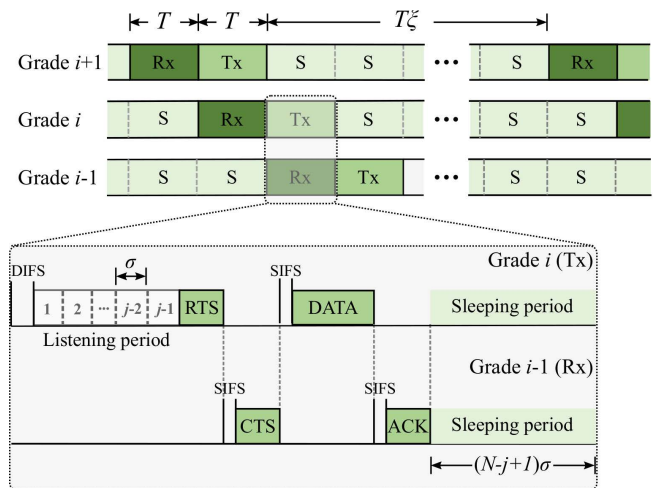 T T Tξ
Grade i+1 Rx Tx S S ••• S Rx
Grade i S Rx Tx S ••• S S
Grade i-1 S S Rx Tx ••• S S
Grade i (Tx)
DIFS σ SIFS
1 2 ··· j-2 j-1 RTS DATA Sleeping period
Listening period
Grade i-1 (Rx)
SIFS SIFS
CTS ACK Sleeping period
(N-j+1)σ